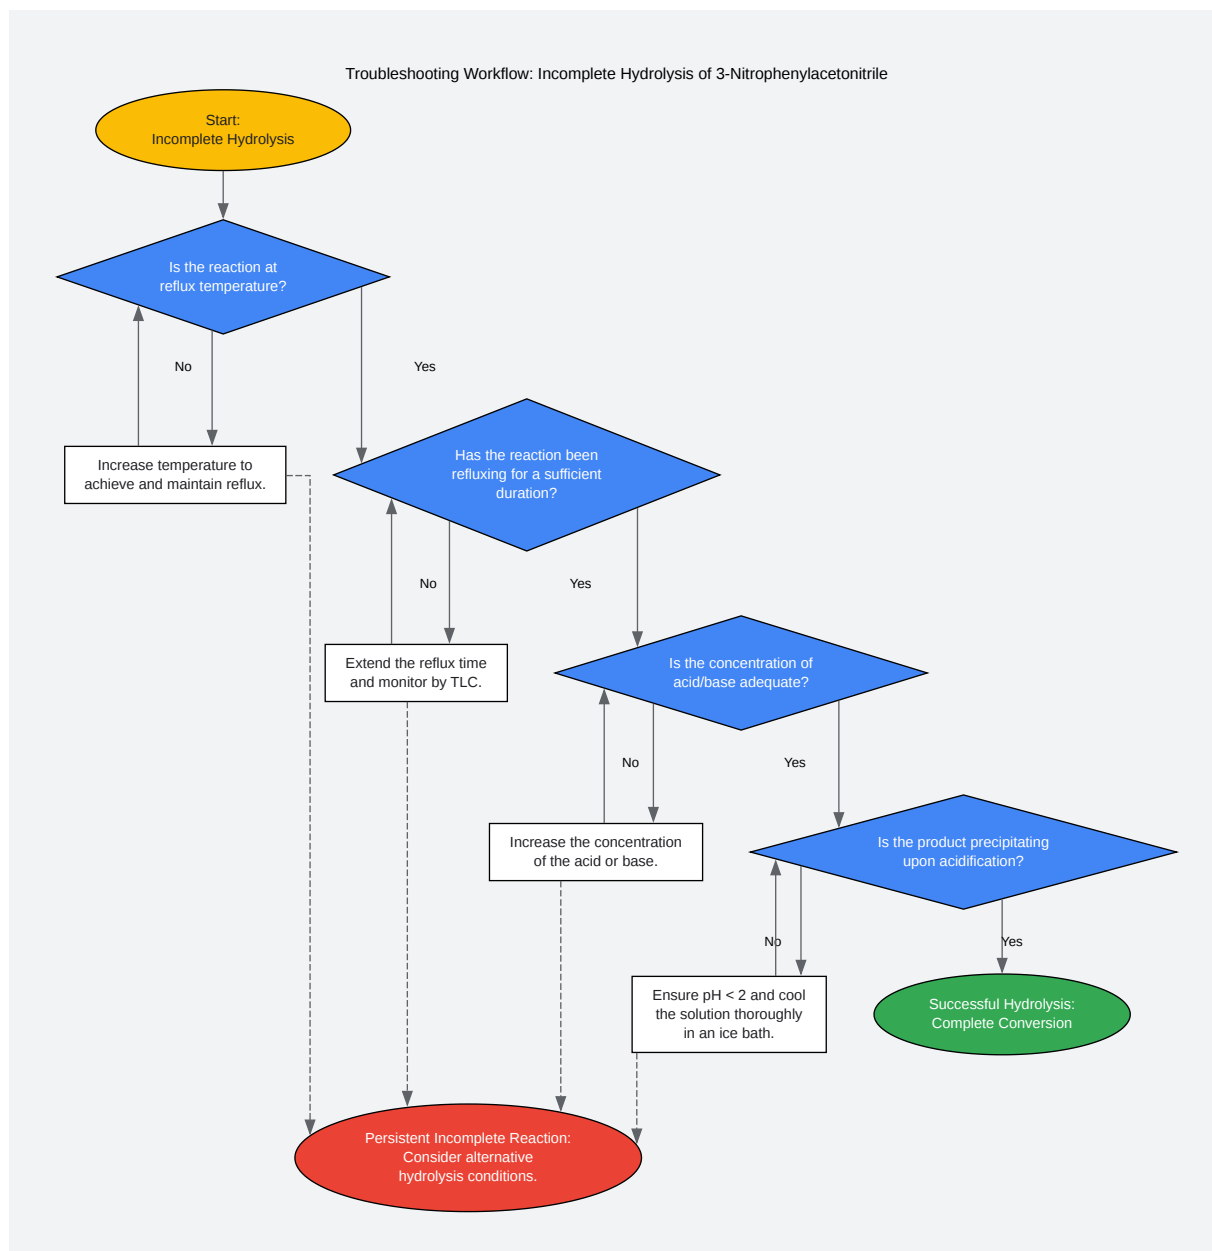 Troubleshooting Workflow: Incomplete Hydrolysis of 3-Nitrophenylacetonitrile
Start:
Incomplete Hydrolysis
Is the reaction at
reflux temperature?
No
Yes
Increase temperature to
achieve and maintain reflux.
Has the reaction been
refluxing for a sufficient
duration?
No
Yes
Extend the reflux time
and monitor by TLC.
Is the concentration of
acid/base adequate?
No
Yes
Increase the concentration
of the acid or base.
Is the product precipitating
upon acidification?
No
Yes
Ensure pH < 2 and cool
the solution thoroughly
in an ice bath.
Successful Hydrolysis:
Complete Conversion
Persistent Incomplete Reaction:
Consider alternative
hydrolysis conditions.